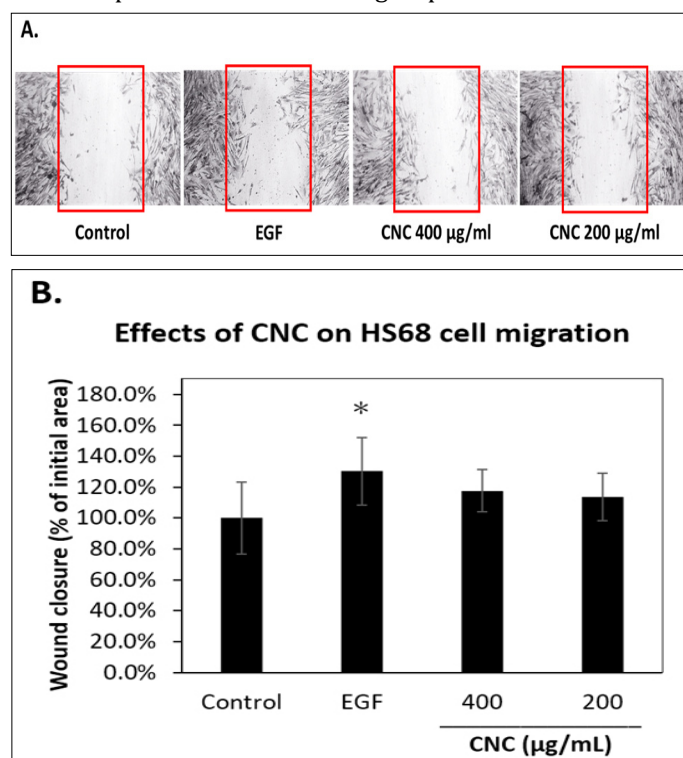 A.
Control
EGF
CNC 400 µg/ml
CNC 200 µg/ml
B.
Effects of CNC on HS68 cell migration
Wound closure (% of initial area)
180.0%
160.0%
140.0%
120.0%
100.0%
80.0%
60.0%
40.0%
20.0%
0.0%
*
Control
EGF
400
200
CNC (µg/mL)